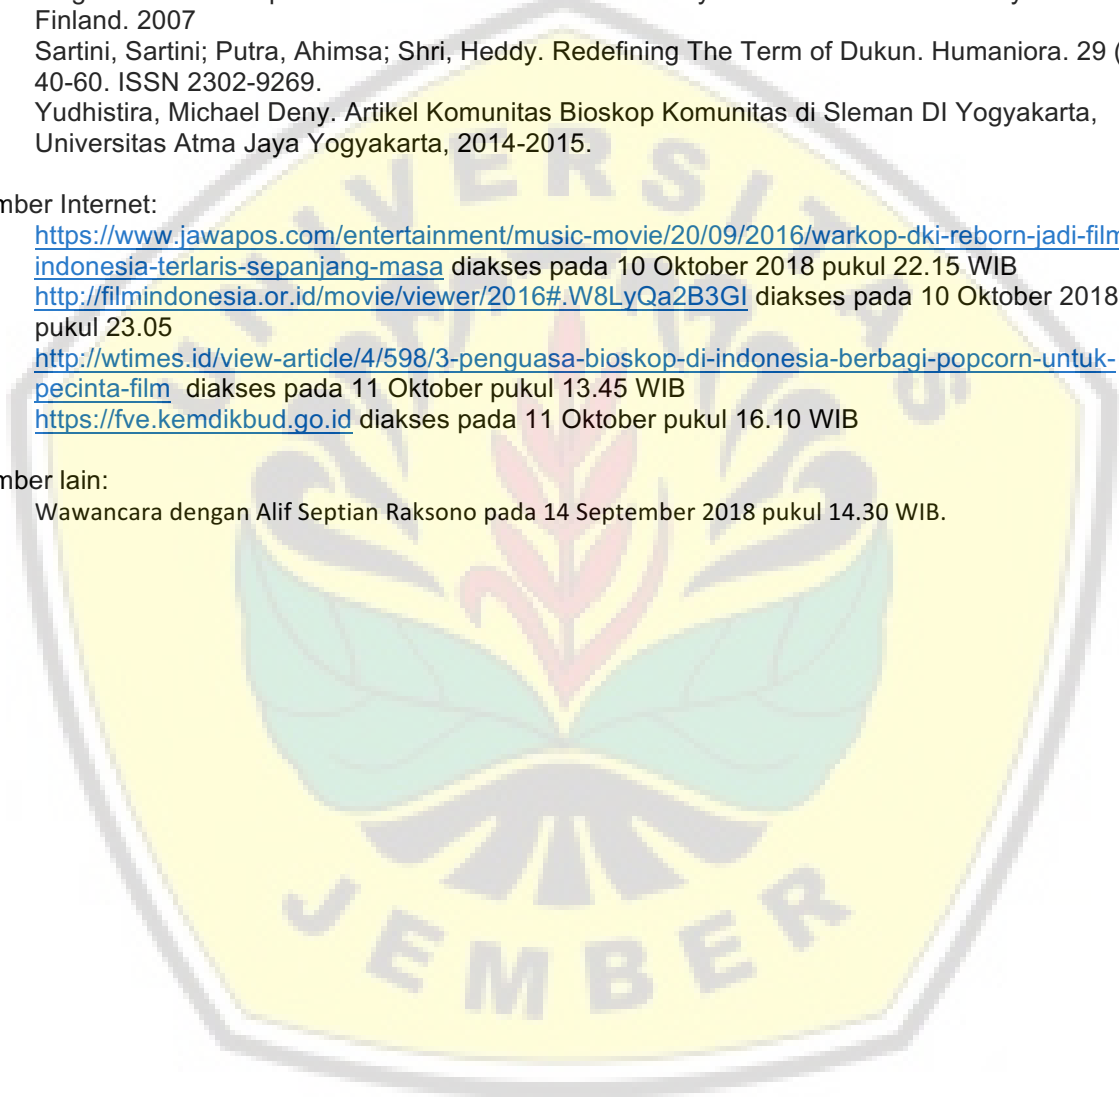 Finland. 2007
Sartini, Sartini; Putra, Ahimsa; Shri, Heddy. Redefining The Term of Dukun. Humaniora. 29 (
40-60. ISSN 2302-9269.
Yudhistira, Michael Deny. Artikel Komunitas Bioskop Komunitas di Sleman DI Yogyakarta,
Universitas Atma Jaya Yogyakarta, 2014-2015.
mber Internet:
https://www.jawapos.com/entertainment/music-movie/20/09/2016/warkop-dki-reborn-jadi-film
indonesia-terlaris-sepanjang-masa diakses pada 10 Oktober 2018 pukul 22.15 WIB
http://filmindonesia.or.id/movie/viewer/2016#.W8LyQa2B3GI diakses pada 10 Oktober 2018
pukul 23.05
http://wtimes.id/view-article/4/598/3-penguasa-bioskop-di-indonesia-berbagi-popcorn-untuk-
pecinta-film diakses pada 11 Oktober pukul 13.45 WIB
https://fve.kemdikbud.go.id diakses pada 11 Oktober pukul 16.10 WIB
mber lain:
Wawancara dengan Alif Septian Raksono pada 14 September 2018 pukul 14.30 WIB.
UNIVERSITAS
JEMBER